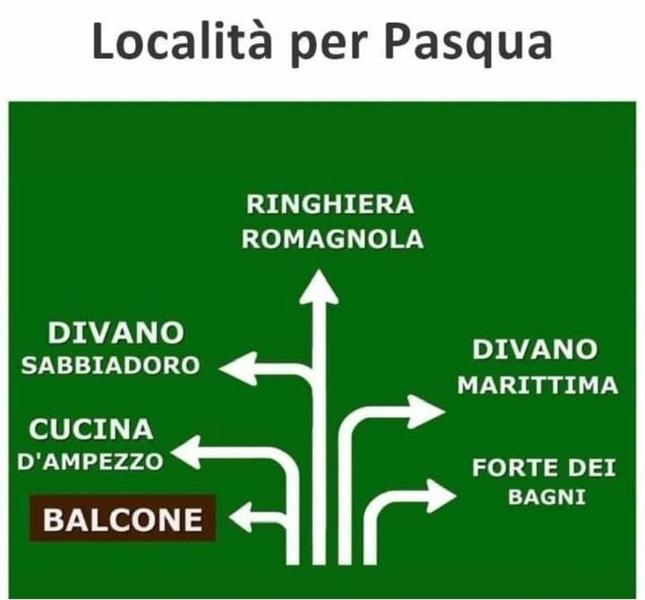 Località per Pasqua
RINGHIERA
ROMAGNOLA
DIVANO
SABBIADORO
DIVANO
MARITTIMA
CUCINA
D'AMPEZZO
FORTE DEI
BAGNI
BALCONE